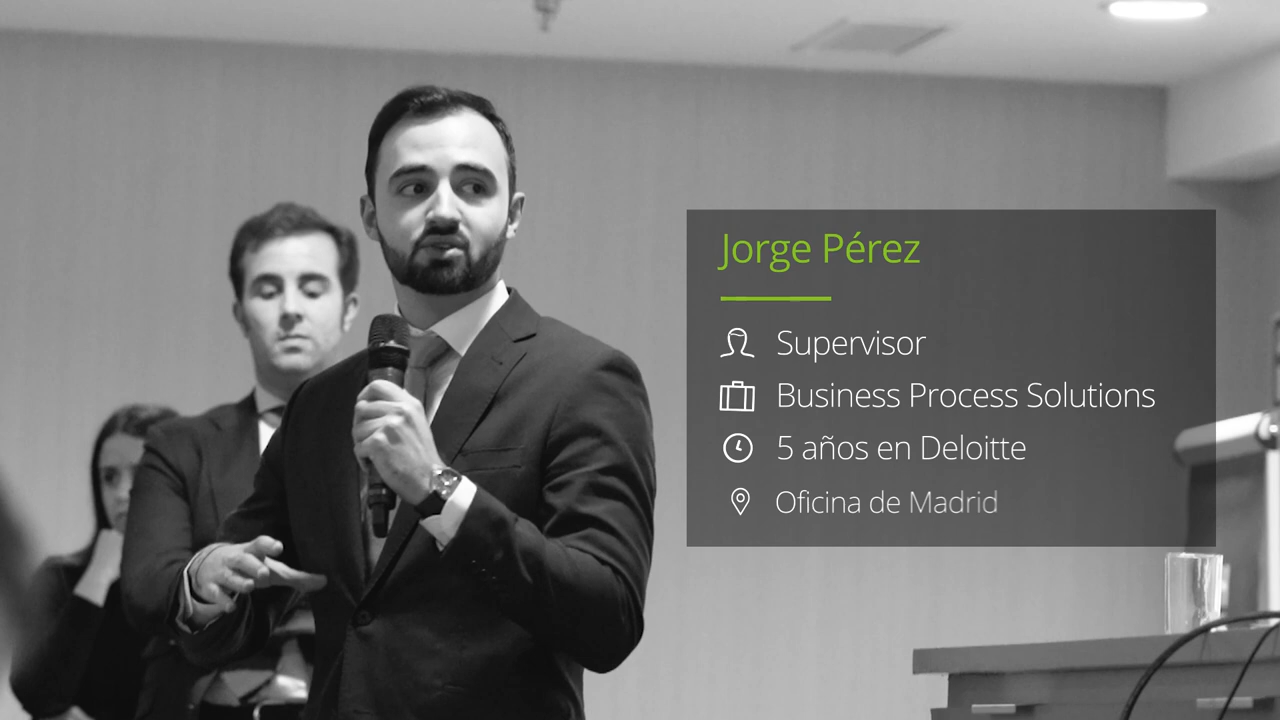 Jorge Pérez
Supervisor
Business Process Solutions
5 años en Deloitte
Oficina de Madrid